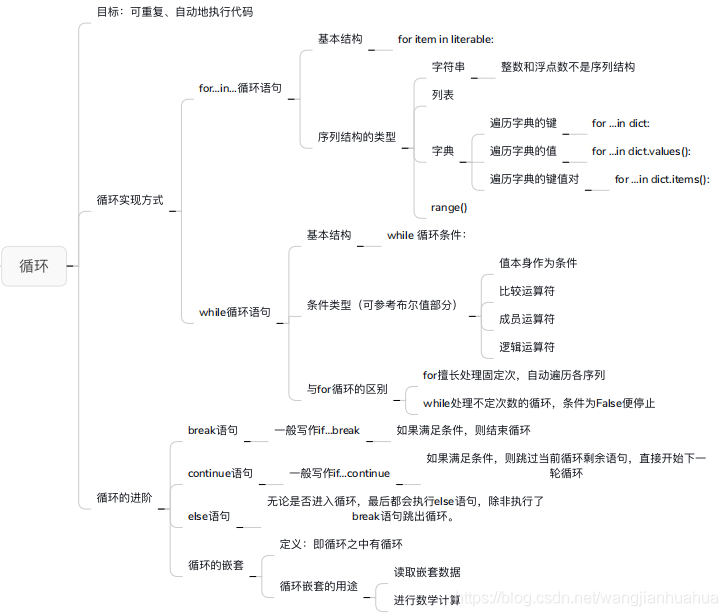 目标：可重复、自动地执行代码
基本结构
for item in literable:
字符串
整数和浮点数不是序列结构
for...in...循环语句
列表
序列结构的类型
遍历字典的键
for ...in dict:
字典
遍历字典的值
for ...in dict.values():
遍历字典的键值对
for ...in dict.items():
循环实现方式
range()
基本结构
while 循环条件：
循环
值本身作为条件
比较运算符
条件类型（可参考布尔值部分）
while循环语句
成员运算符
逻辑运算符
与for循环的区别
for擅长处理固定次，自动遍历各序列
while处理不定次数的循环，条件为False便停止
break语句
一般写作if...break
如果满足条件，则结束循环
continue语句
一般写作if...continue
如果满足条件，则跳过当前循环剩余语句，直接开始下一
轮循环
循环的进阶
else语句
无论是否进入循环，最后都会执行else语句，除非执行了
break语句跳出循环。
定义：即循环之中有循环
循环的嵌套
循环嵌套的用途
读取嵌套数据
进行数学计算
https://blog.csdn.net/wangjianhuahua